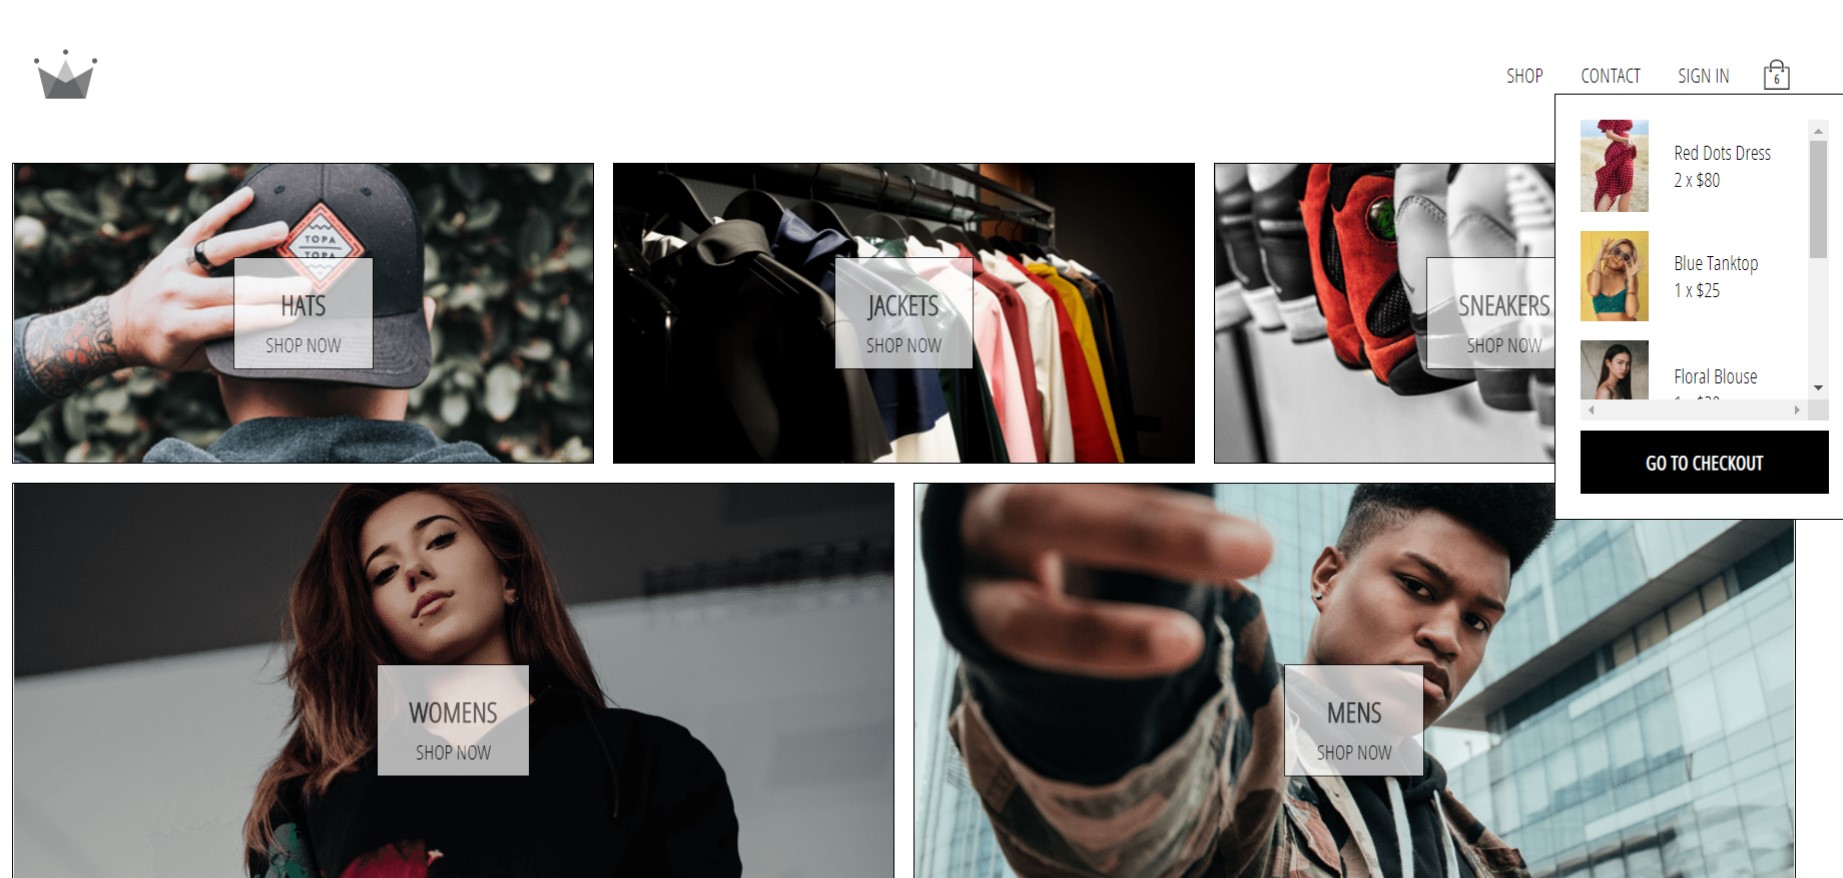 SHOP
CONTACT
SIGN IN
6
TOPA
TOPA
HATS
SHOP NOW
JACKETS
SHOP NOW
SNEAKERS
SHOP NOW
Red Dots Dress
2 x $80
Blue Tanktop
1 x $25
Floral Blouse
GO TO CHECKOUT
WOMENS
SHOP NOW
MENS
SHOP NOW